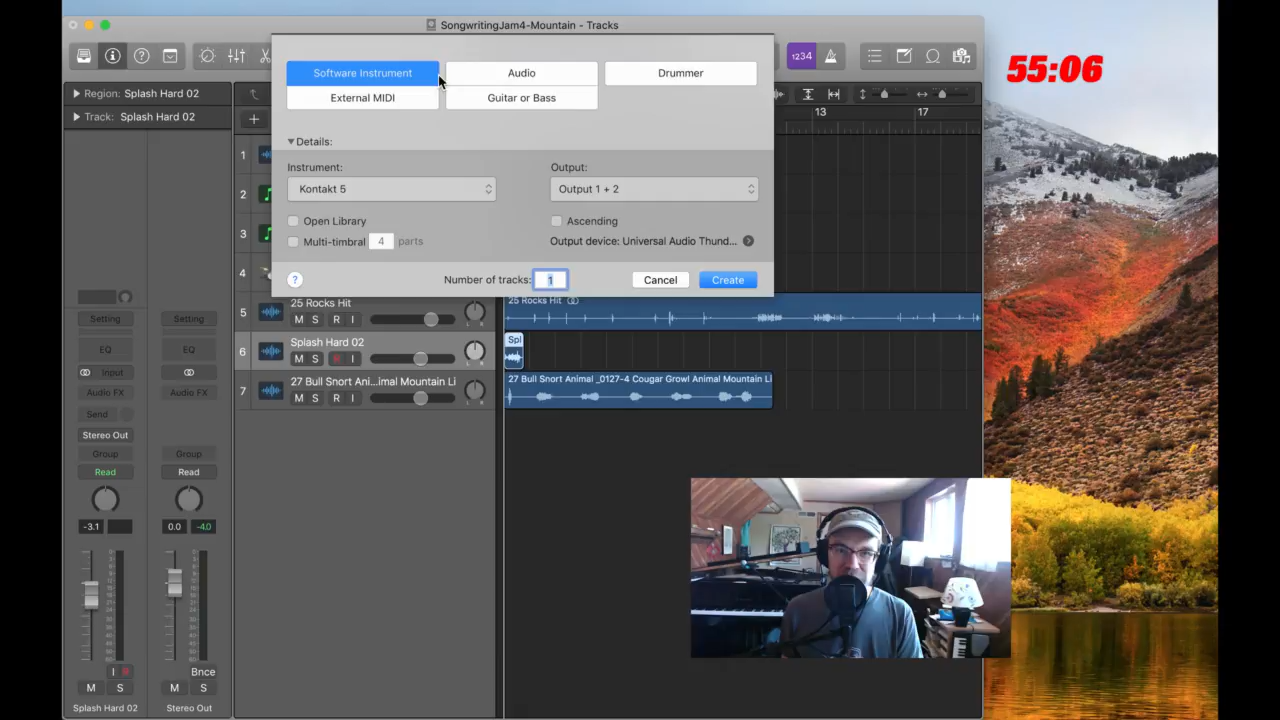 SongwritingJam4-Mountain - Tracks
1234
55:06
Region: Splash Hard 02
Track: Splash Hard 02
Software Instrument
Audio
Drummer
External MIDI
Guitar or Bass
Details:
Instrument:
Output:
Kontakt 5
Output 1 + 2
Open Library
Ascending
Multi-timbral 4 parts
Output device: Universal Audio Thund...
? Number of tracks: 1
Cancel
Create
13
17
1
2
3
4
5
25 Rocks Hit
M S R I
L R
25 Rocks Hit
6
Splash Hard 02
M S R I
L R
Spl
7
27 Bull Snort Ani...imal Mountain Li
M S R I
L R
27 Bull Snort Animal _0127-4 Cougar Growl Animal Mountain Li
Setting
Setting
EQ
EQ
Input
Audio FX
Audio FX
Send
Stereo Out
Group
Group
Read
Read
-3.1
0.0 -4.0
I R
Bnce
M S
M S
Splash Hard 02
Stereo Out